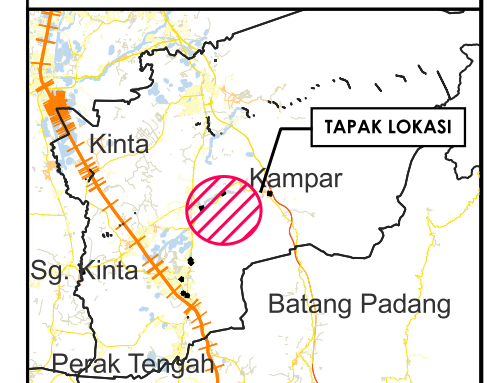 TAPAK LOKASI
Kinta
Kampar
Sg. Kinta
Batang Padang
Perak Tengah